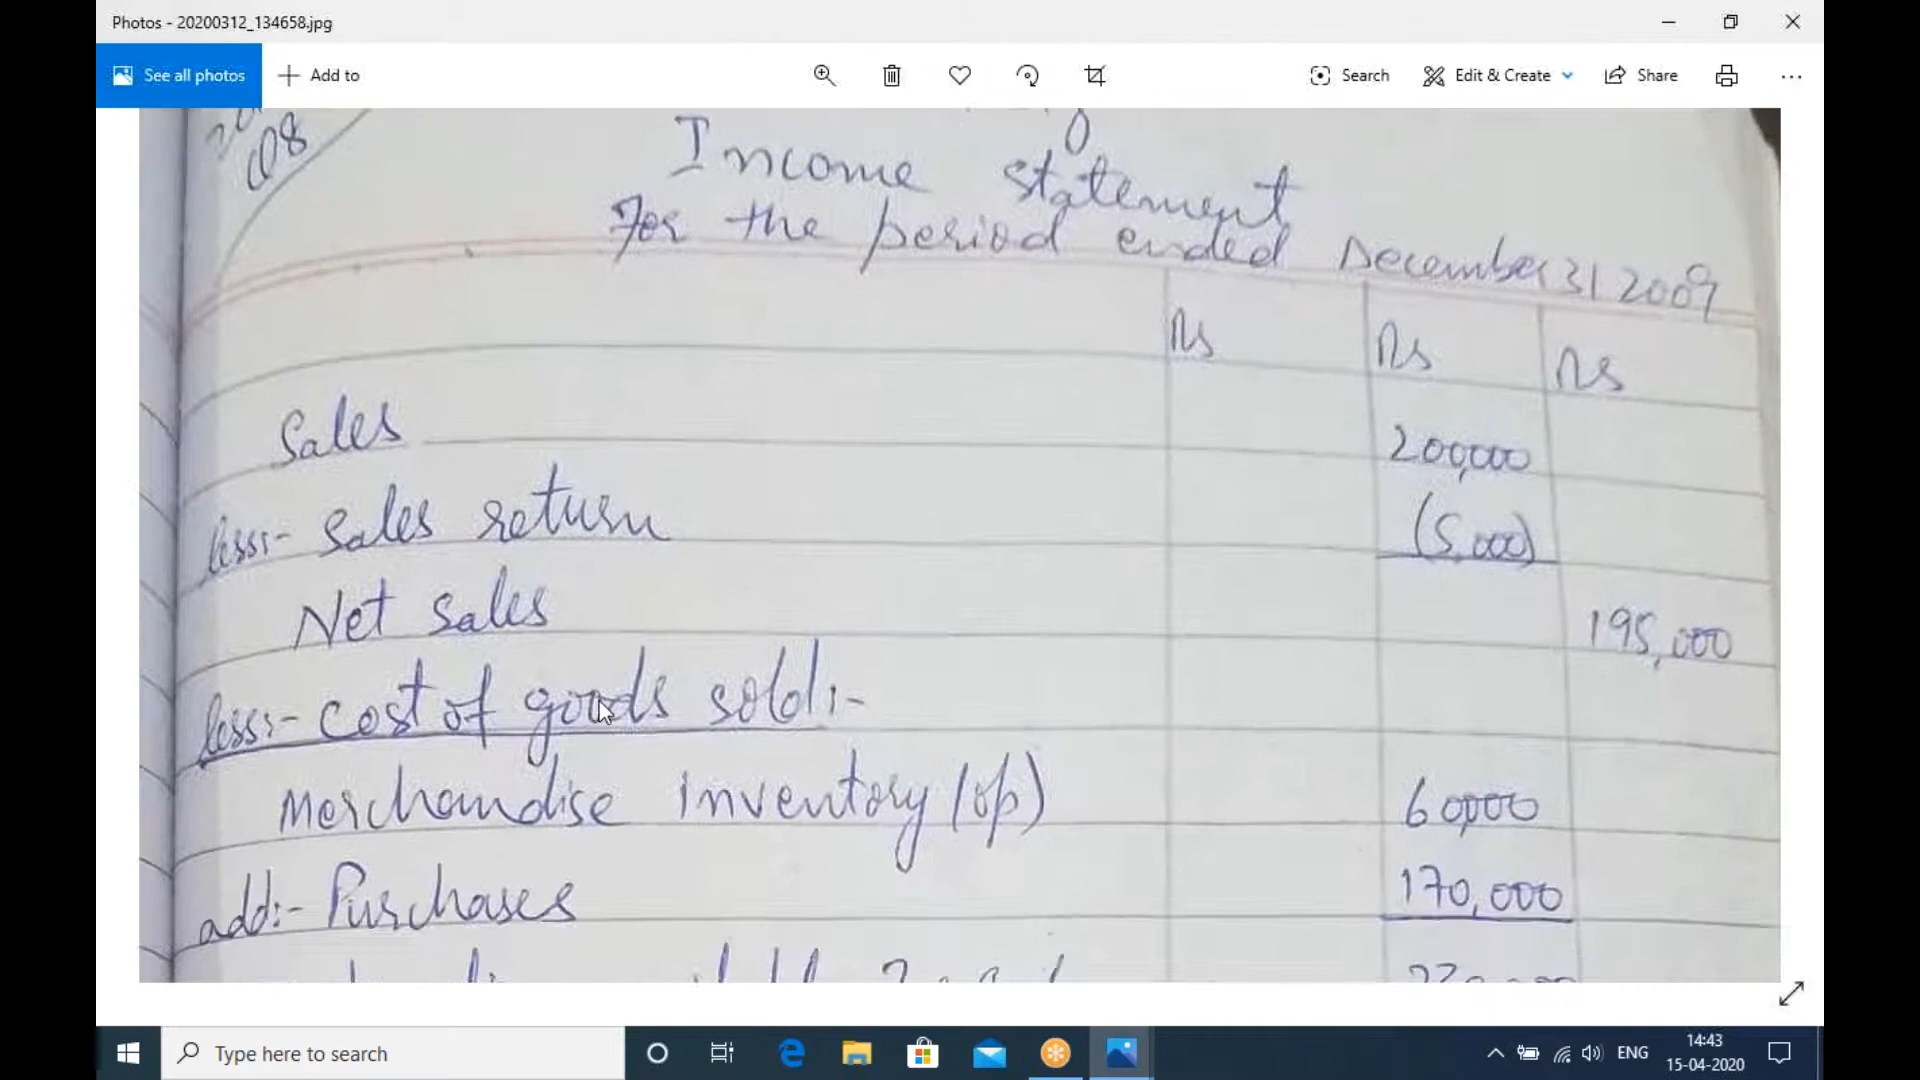 Photos - 20200312_134658.jpg
See all photos
Add to
Search
Edit & Create
Share
08
Income statement
For the period ended December 31 2009
Rs Rs Rs
Sales 200,000
less:- Sales return (5,000)
Net Sales 195,000
less:- cost of goods sold:-
Merchandise inventory (op) 60,000
add:- Purchases 170,000
Type here to search
ENG
14:43
15-04-2020